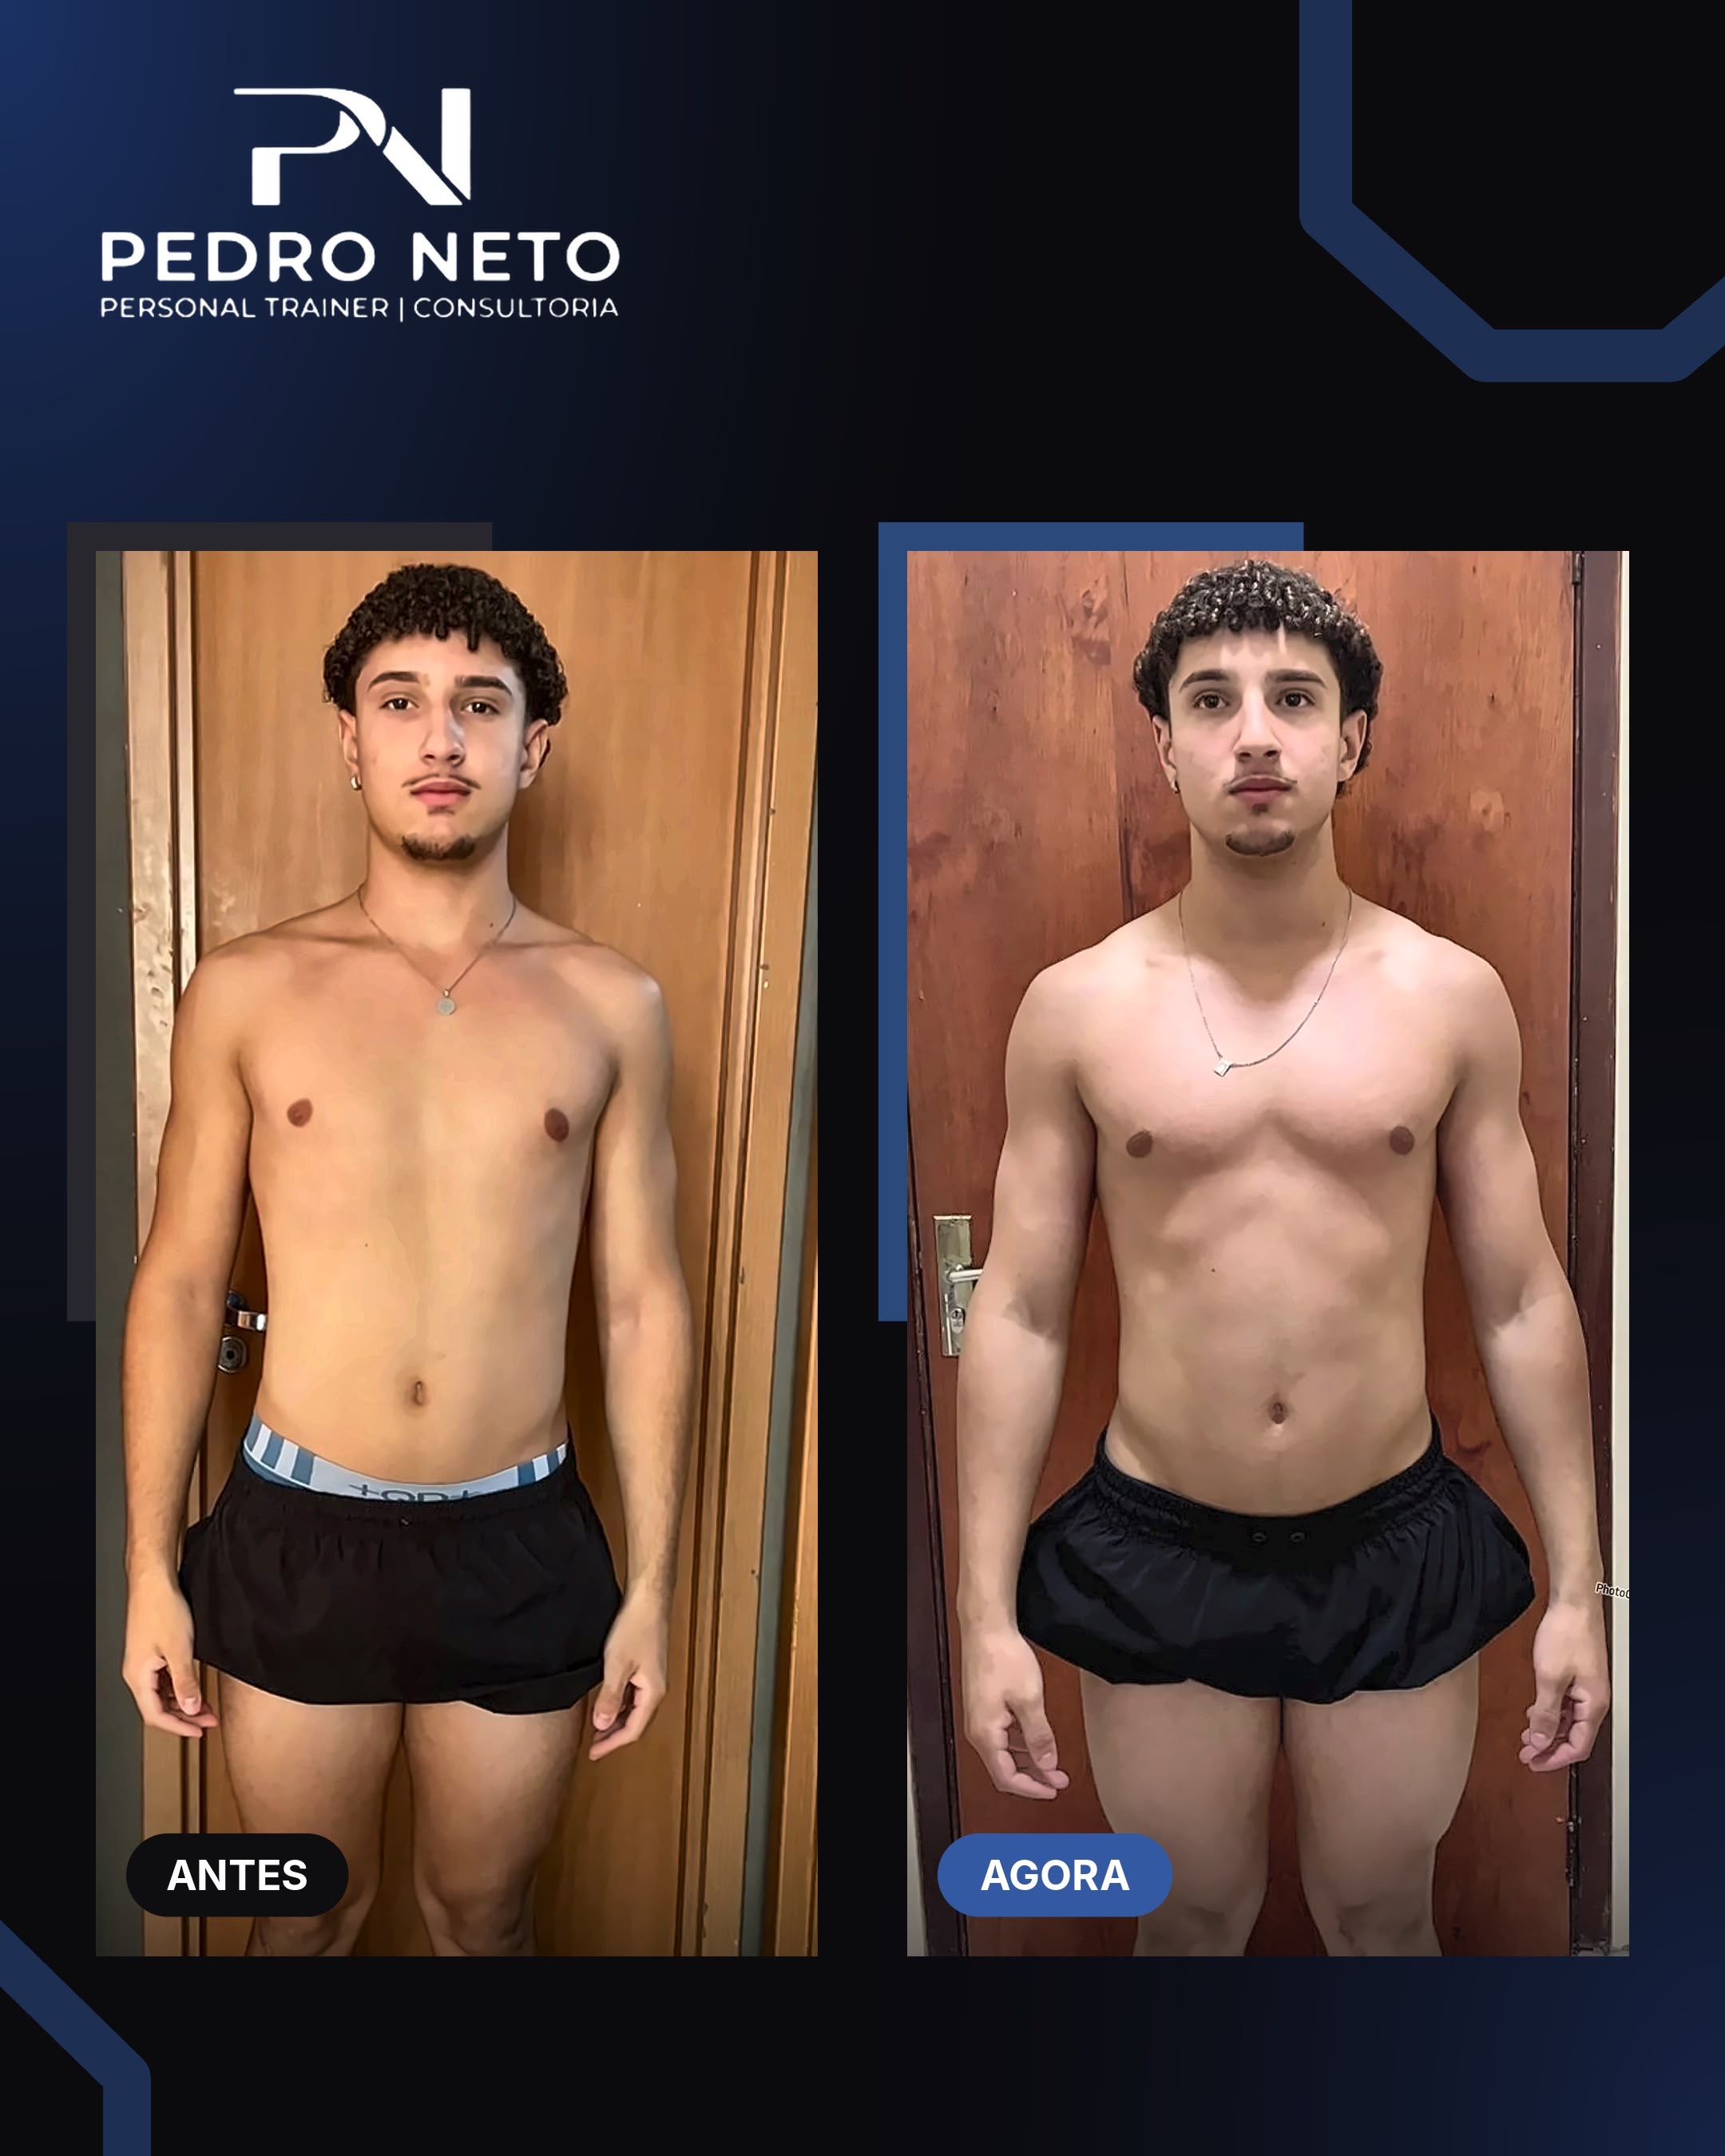 PN
PEDRO NETO
PERSONAL TRAINER | CONSULTORIA
ANTES
AGORA